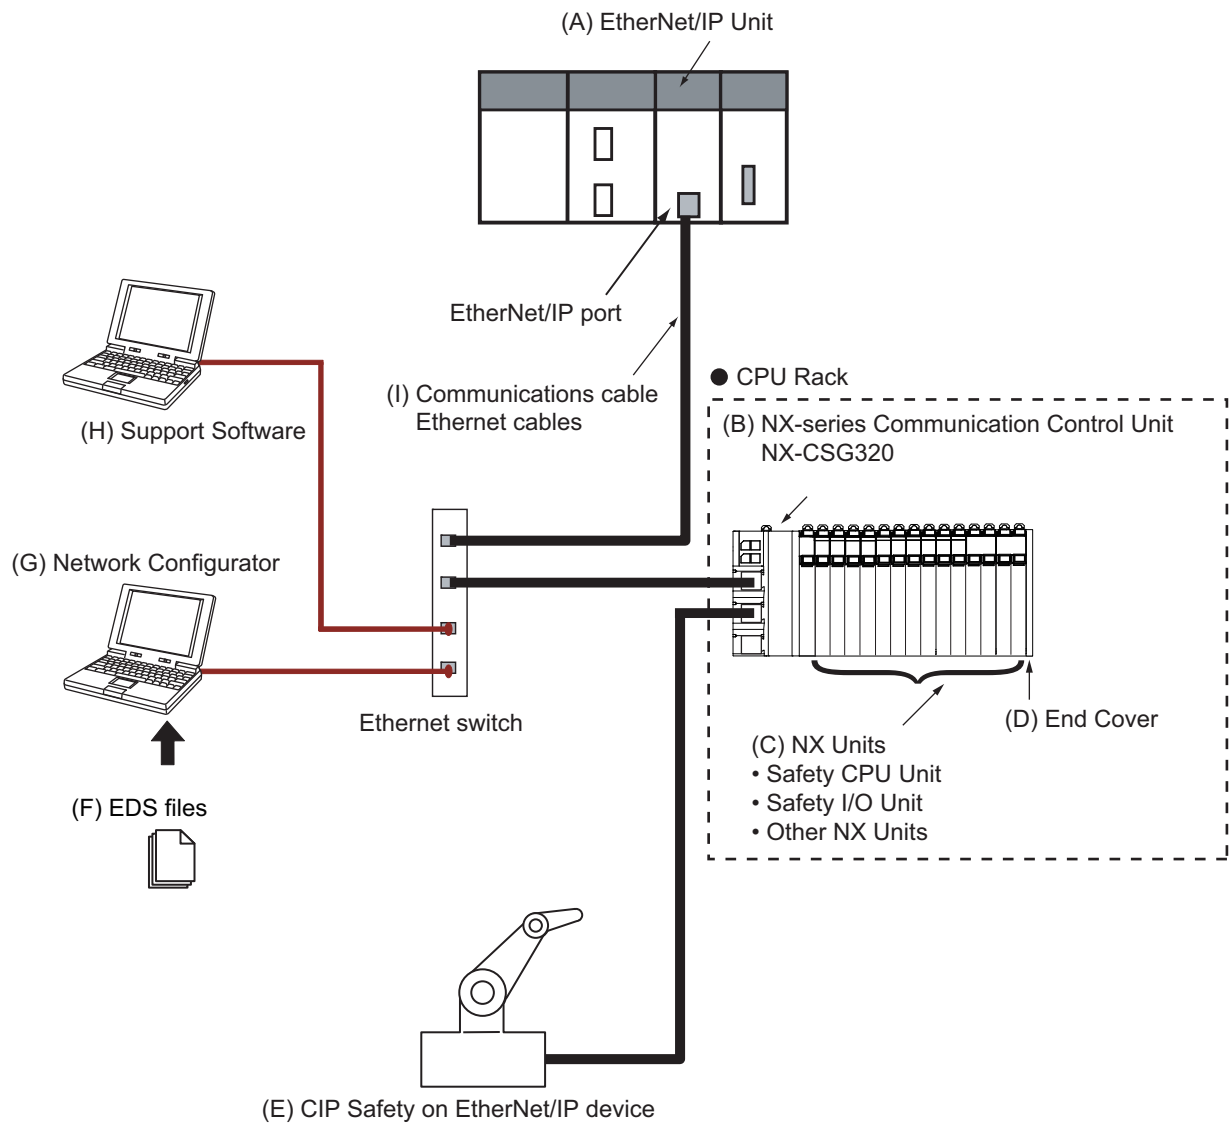 (A) EtherNet/IP Unit
EtherNet/IP port
(I) Communications cable
Ethernet cables
● CPU Rack
(B) NX-series Communication Control Unit
NX-CSG320
(H) Support Software
(G) Network Configurator
Ethernet switch
(D) End Cover
(C) NX Units
• Safety CPU Unit
• Safety I/O Unit
• Other NX Units
(F) EDS files
(E) CIP Safety on EtherNet/IP device